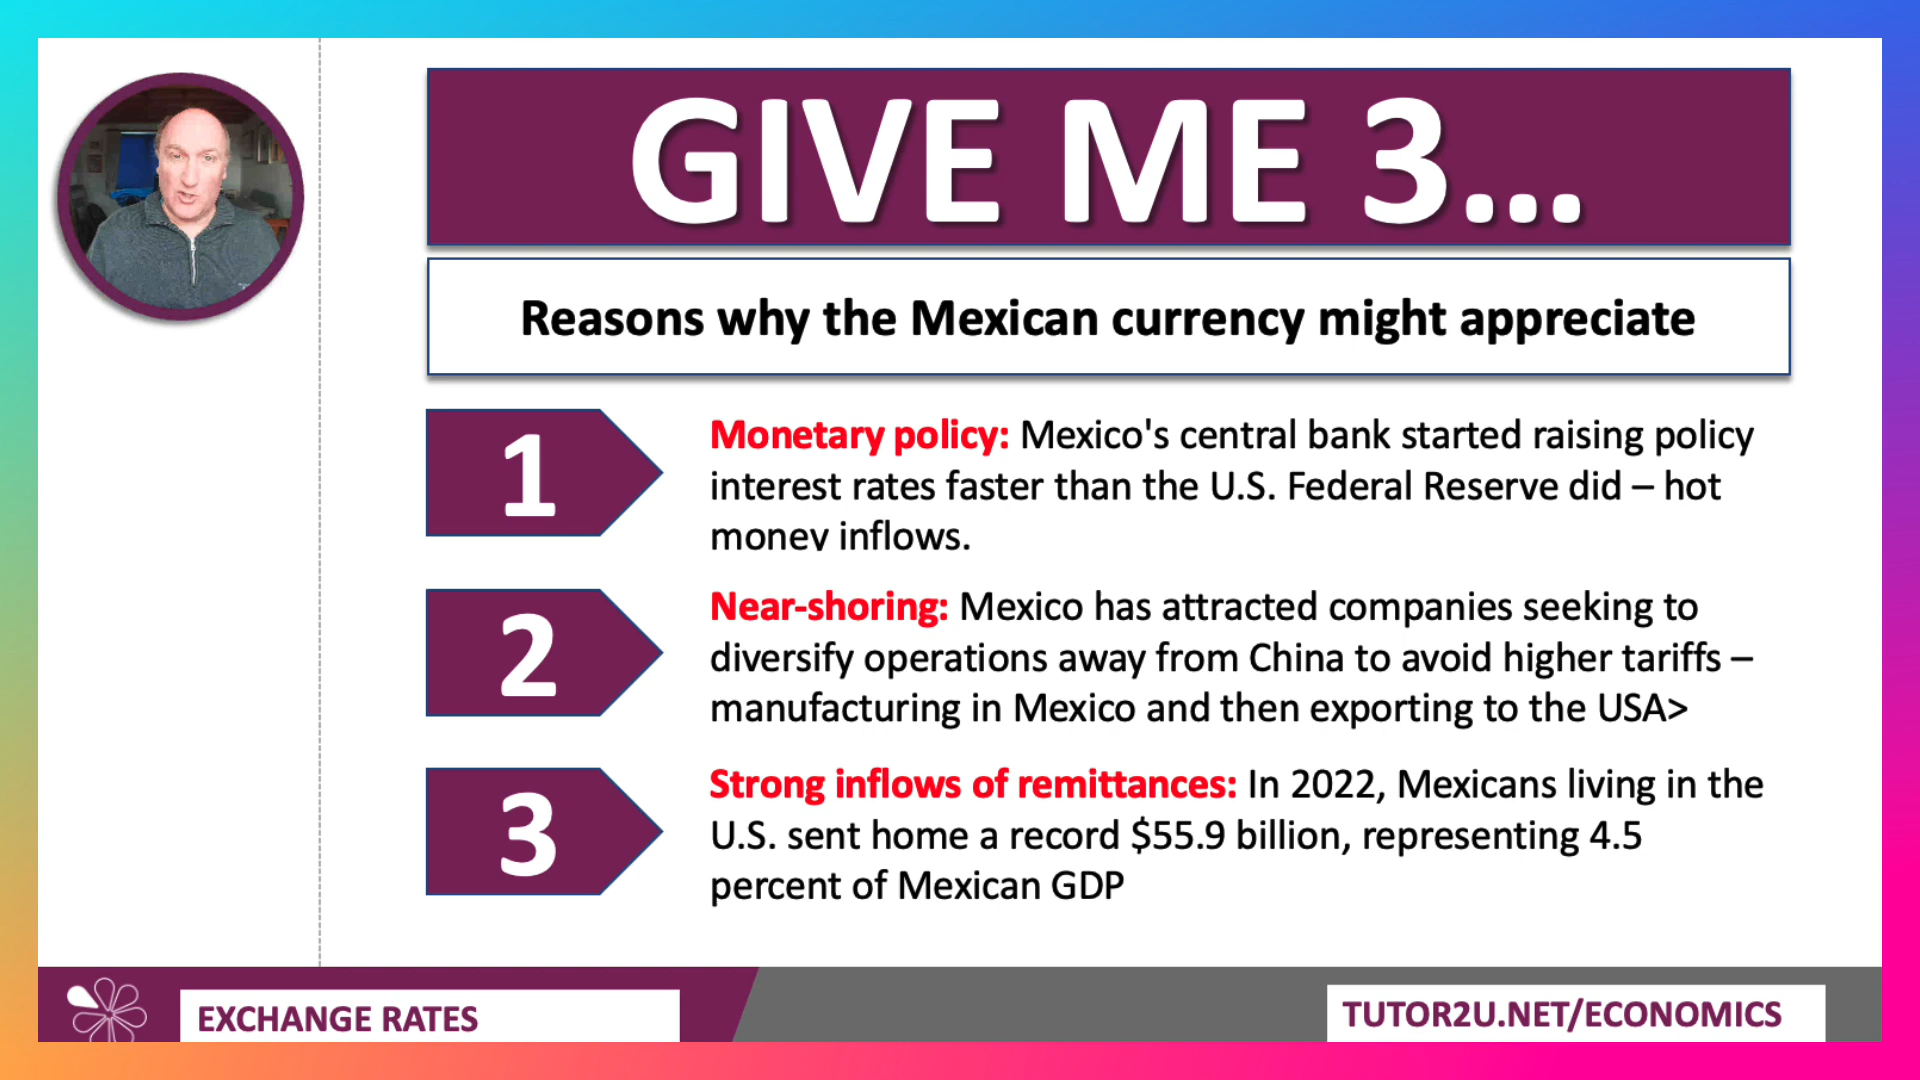 GIVE ME 3...
Reasons why the Mexican currency might appreciate
1
Monetary policy: Mexico's central bank started raising policy
interest rates faster than the U.S. Federal Reserve did – hot
money inflows.
2
Near-shoring: Mexico has attracted companies seeking to
diversify operations away from China to avoid higher tariffs –
manufacturing in Mexico and then exporting to the USA>
3
Strong inflows of remittances: In 2022, Mexicans living in the
U.S. sent home a record $55.9 billion, representing 4.5
percent of Mexican GDP
EXCHANGE RATES
TUTOR2U.NET/ECONOMICS